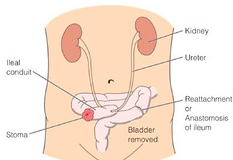 Kidney
Ureter
Ileal
conduit
Reattachment
or
Anastomosis
of ileum
Stoma
Bladder
removed